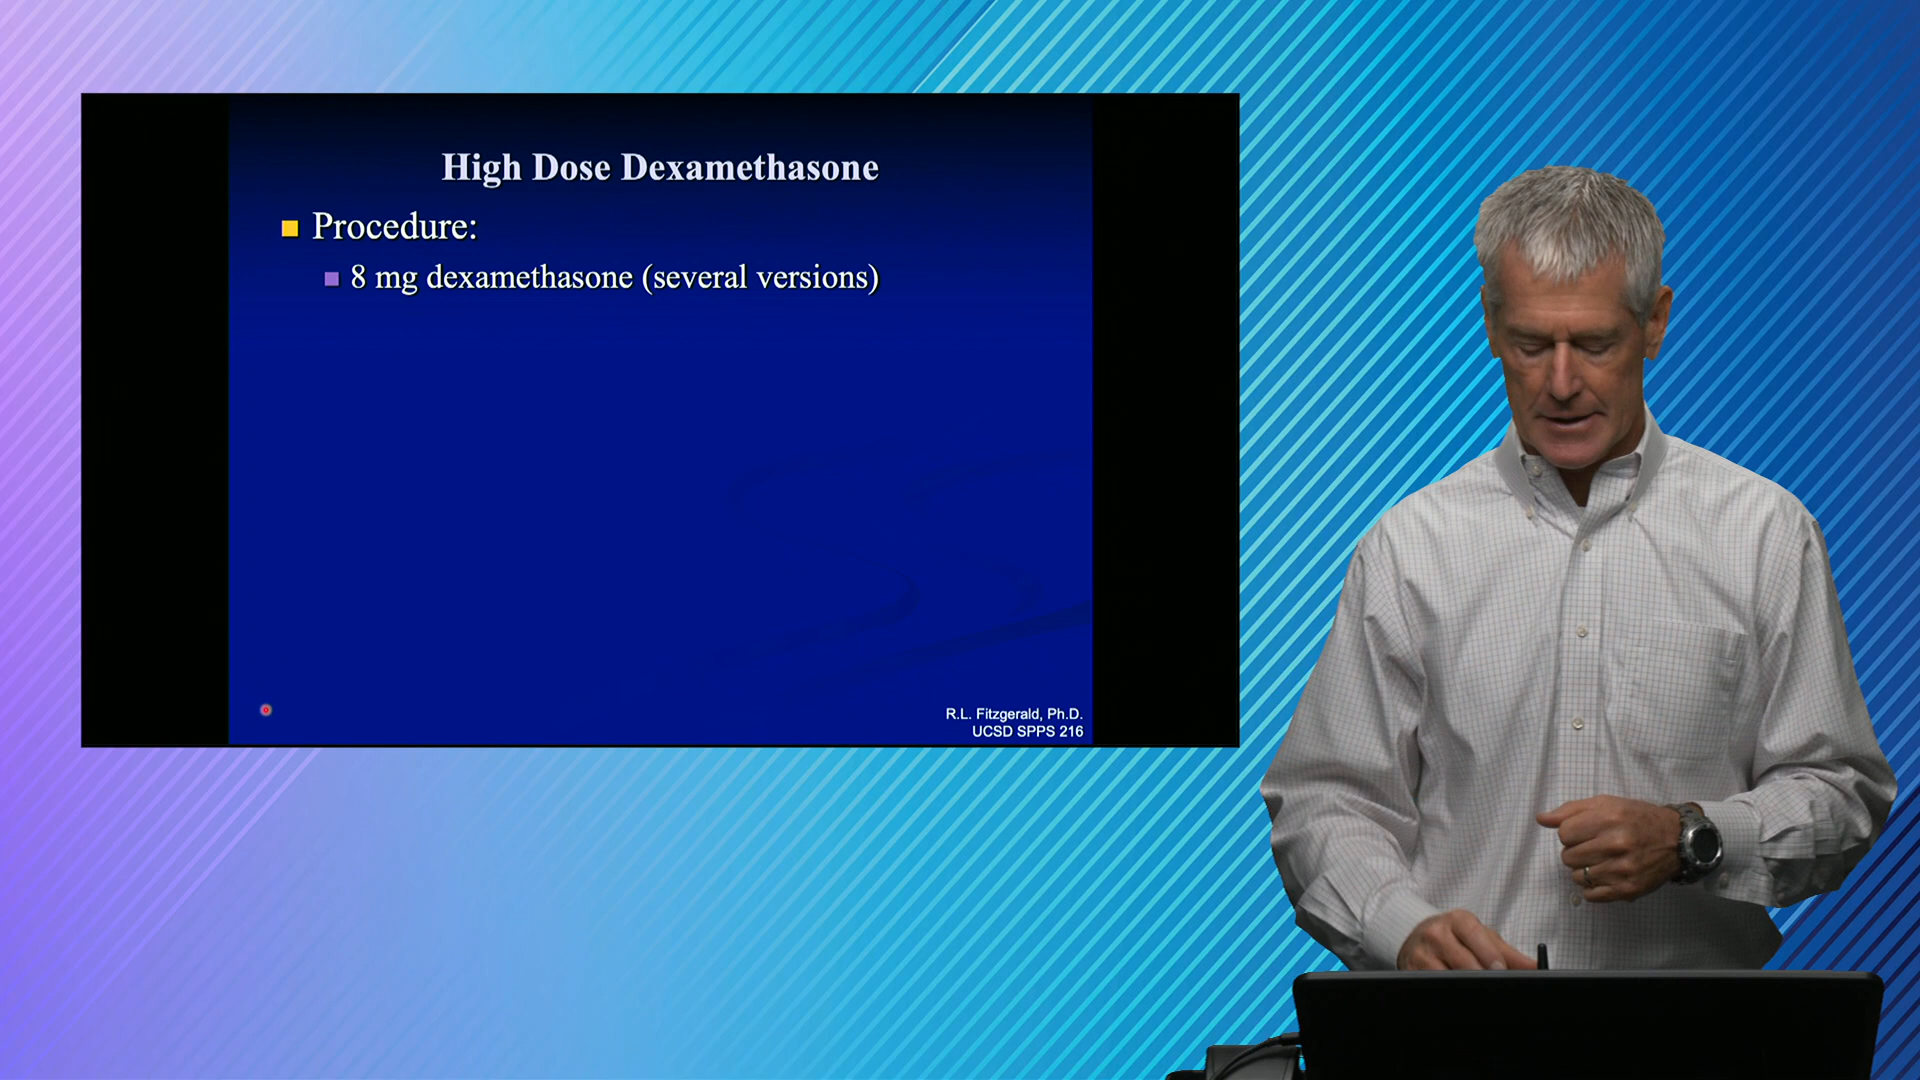 High Dose Dexamethasone
Procedure:
8 mg dexamethasone (several versions)
R.L. Fitzgerald, Ph.D.
UCSD SPPS 216